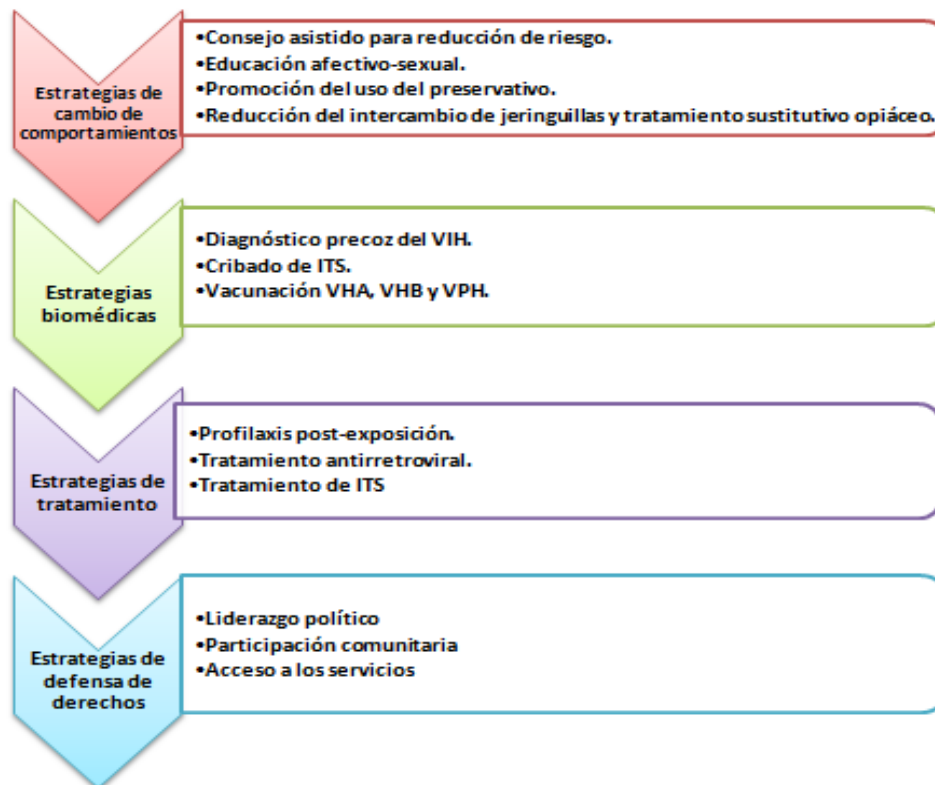 Estrategias de
cambio de
comportamientos
•Consejo asistido para reducción de riesgo.
•Educación afectivo-sexual.
•Promoción del uso del preservativo.
•Reducción del intercambio de jeringuillas y tratamiento sustitutivo opiáceo.
Estrategias
biomédicas
•Diagnóstico precoz del VIH.
•Cribado de ITS.
•Vacunación VHA, VHB y VPH.
Estrategias de
tratamiento
•Profilaxis post-exposición.
•Tratamiento antirretroviral.
•Tratamiento de ITS
Estrategias de
defensa de
derechos
•Liderazgo político
•Participación comunitaria
•Acceso a los servicios